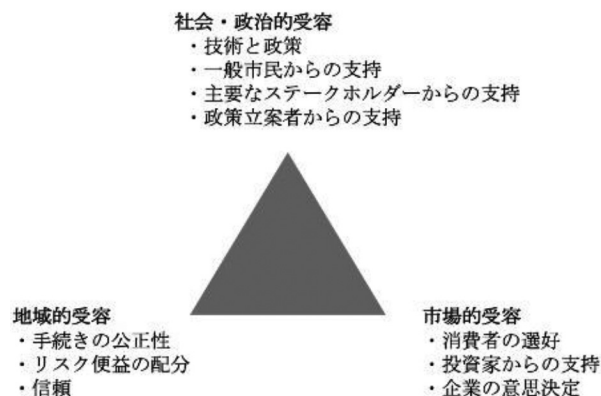 社会・政治的受容
・技術と政策
・一般市民からの支持
・主要なステークホルダーからの支持
・政策立案者からの支持
地域的受容
・手続きの公正性
・リスク便益の配分
・信頼
市場的受容
・消費者の選好
・投資家からの支持
・企業の意思決定